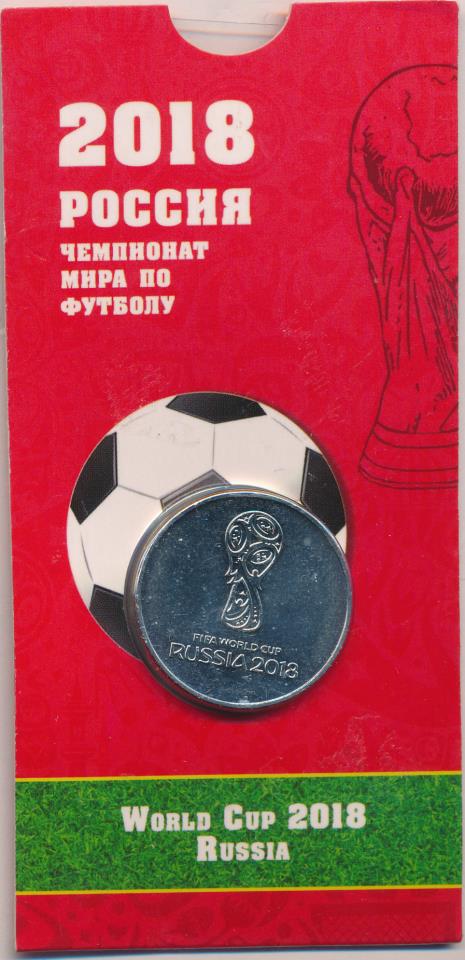 2018
РОССИЯ
ЧЕМПИОНАТ
МИРА ПО
ФУТБОЛУ
FIFA WORLD CUP
RUSSIA 2018
WORLD CUP 2018
RUSSIA